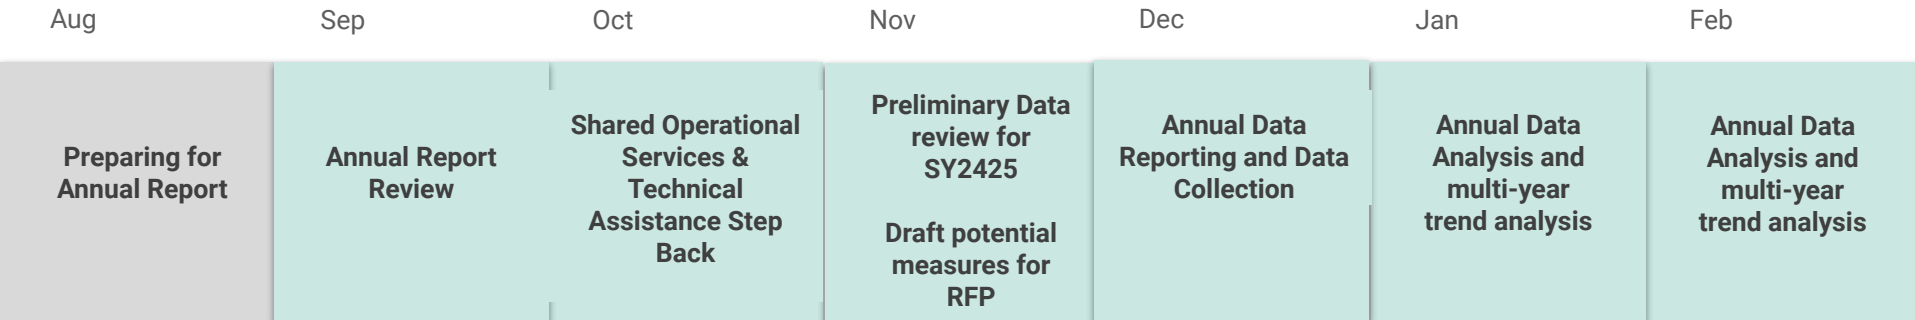 Aug
Sep
Oct
Nov
Dec
Jan
Feb
Preparing for
Annual Report
Annual Report
Review
Shared Operational
Services &
Technical
Assistance Step
Back
Preliminary Data
review for
SY2425
Draft potential
measures for
RFP
Annual Data
Reporting and Data
Collection
Annual Data
Analysis and
multi-year
trend analysis
Annual Data
Analysis and
multi-year
trend analysis